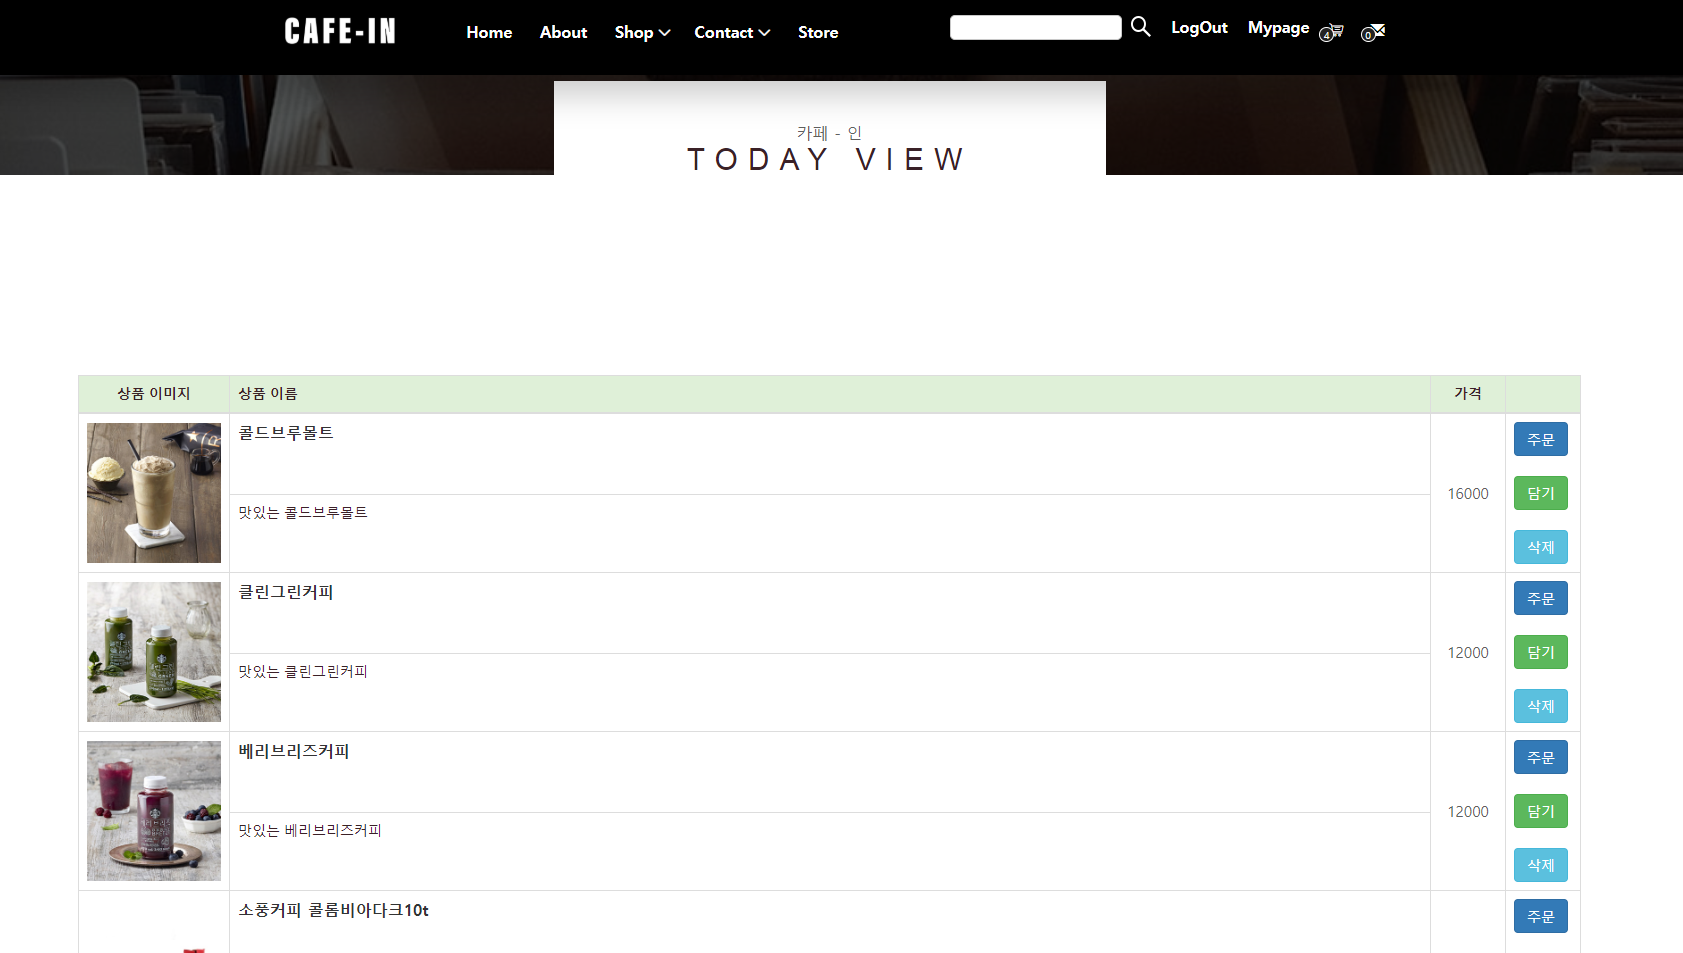 CAFE-IN
Home About Shop Contact Store
LogOut Mypage 4 0
카페 - 인
TODAY VIEW
상품 이미지 상품 이름 가격
콜드브루몰트
맛있는 콜드브루몰트
16000
주문
담기
삭제
클린그린커피
맛있는 클린그린커피
12000
주문
담기
삭제
베리브리즈커피
맛있는 베리브리즈커피
12000
주문
담기
삭제
소풍커피 콜롬비아다크10t
주문